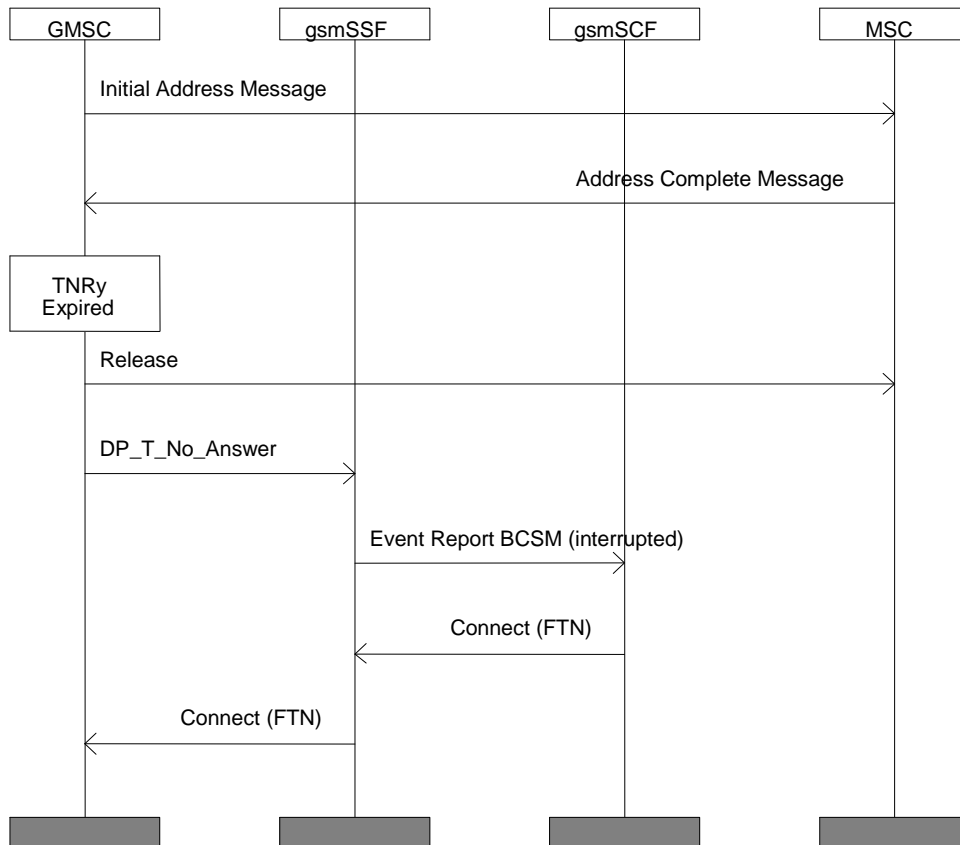 GMSC
gsmSSF
gsmSCF
MSC
Initial Address Message
Address Complete Message
TNRy
Expired
Release
DP_T_No_Answer
Event Report BCSM (interrupted)
Connect (FTN)
Connect (FTN)